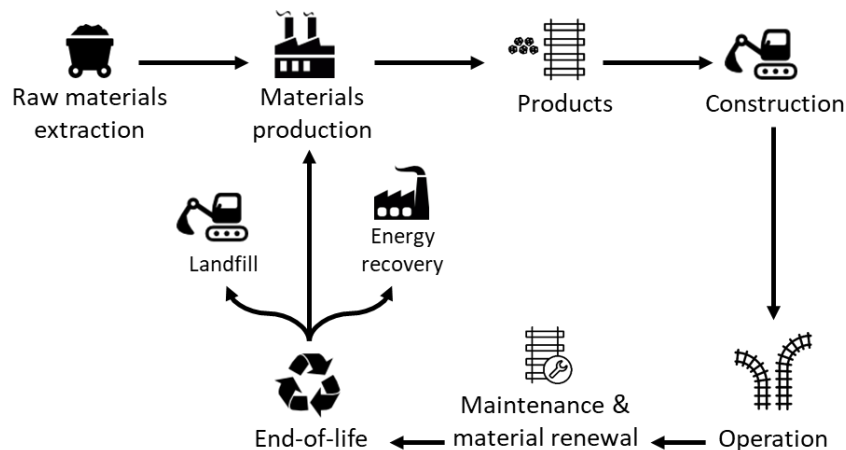 Raw materials
extraction
Materials
production
Products
Construction
Landfill
Energy
recovery
End-of-life
Maintenance &
material renewal
Operation